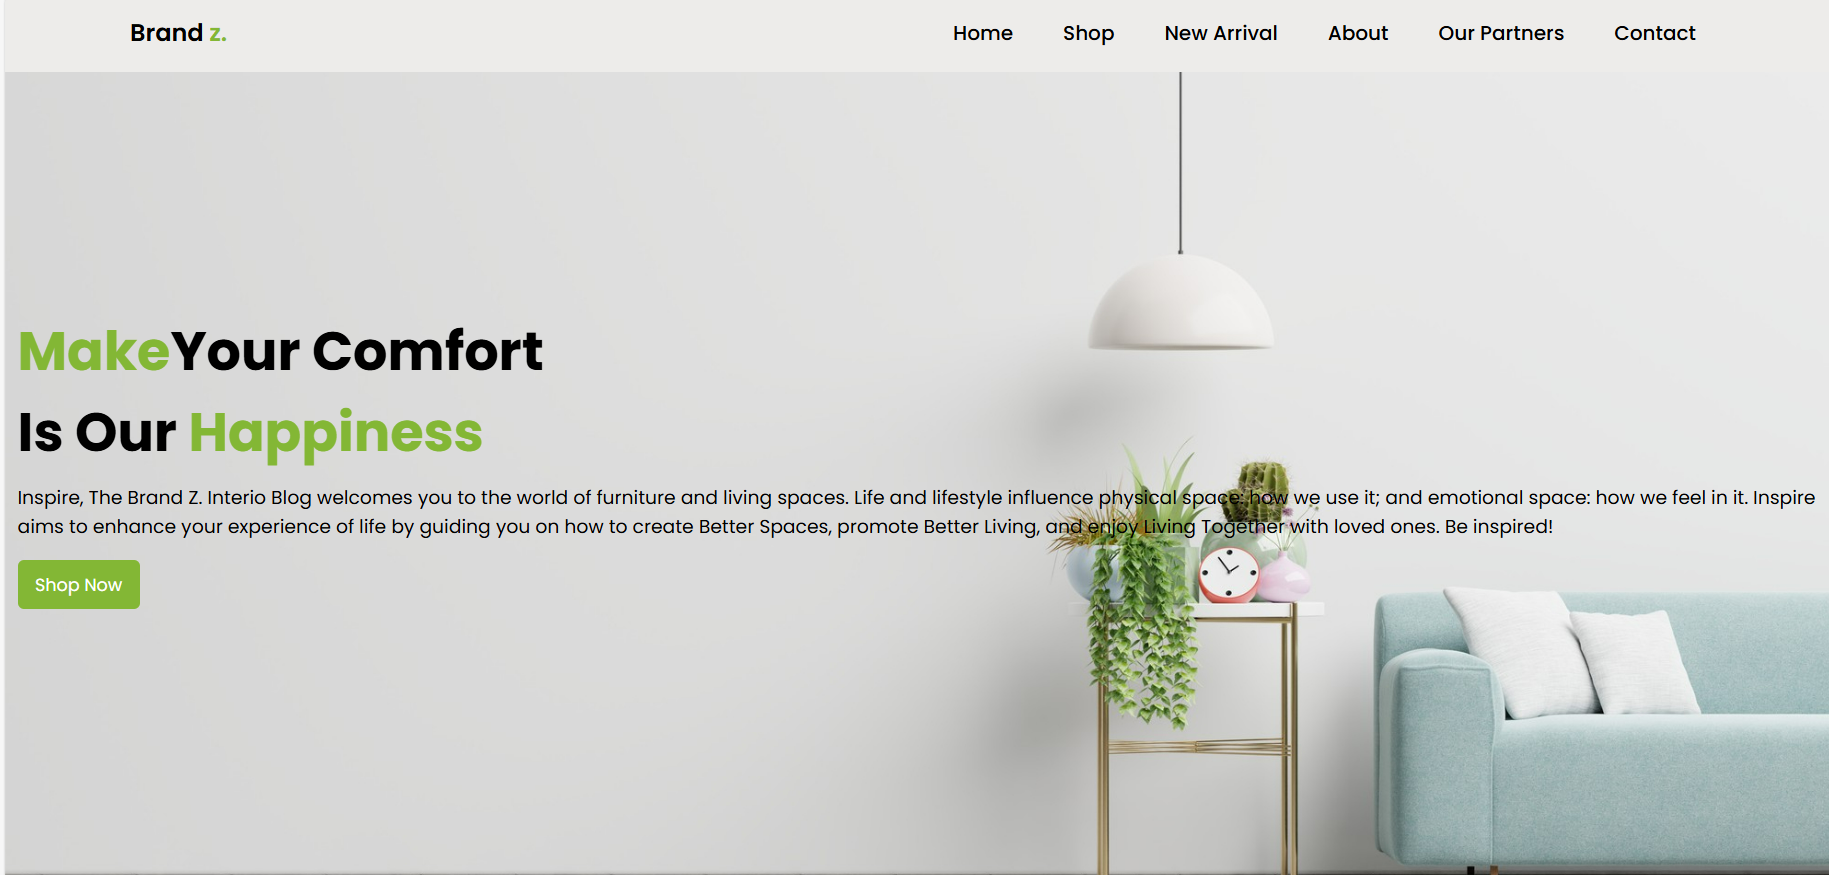 Brand z.
Home Shop New Arrival About Our Partners Contact
MakeYour Comfort
Is Our Happiness
Inspire, The Brand Z. Interio Blog welcomes you to the world of furniture and living spaces. Life and lifestyle influence physical space: how we use it; and emotional space: how we feel in it. Inspire
aims to enhance your experience of life by guiding you on how to create Better Spaces, promote Better Living, and enjoy Living Together with loved ones. Be inspired!
Shop Now